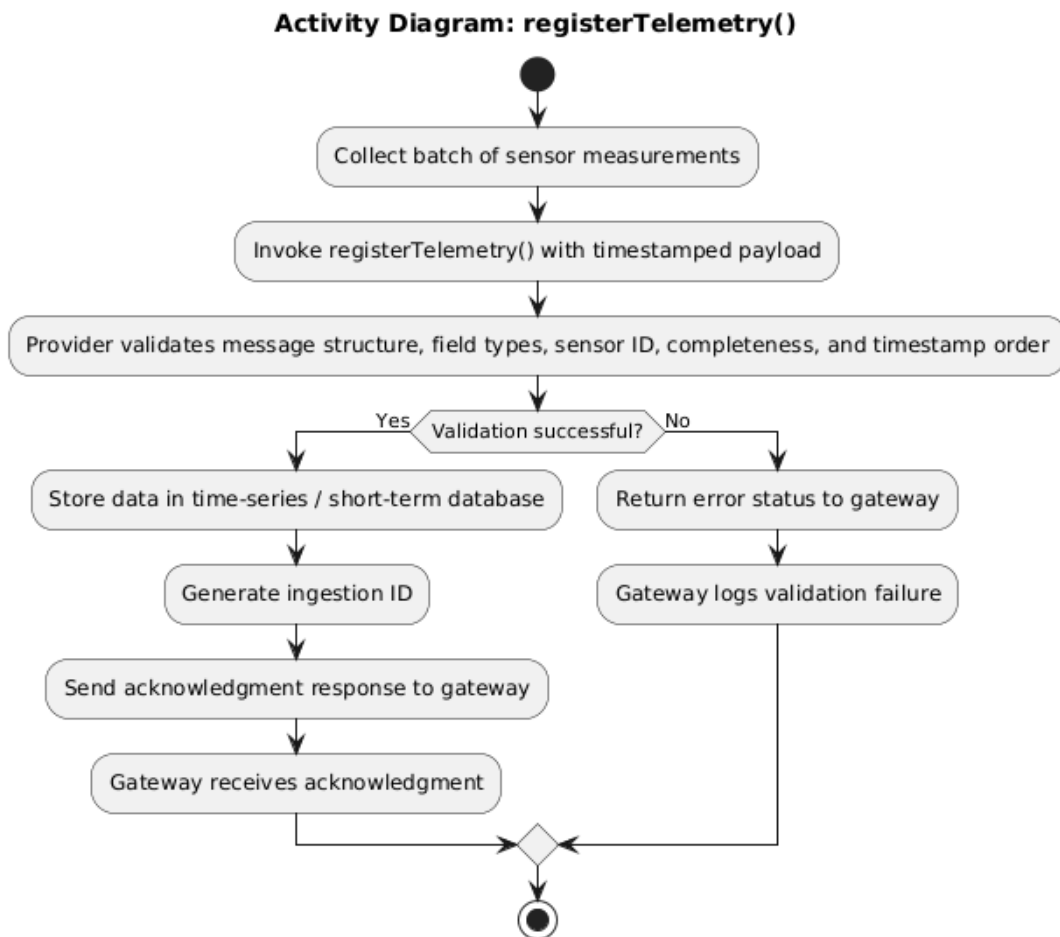 Activity Diagram: registerTelemetry()
Collect batch of sensor measurements
Invoke registerTelemetry() with timestamped payload
Provider validates message structure, field types, sensor ID, completeness, and timestamp order
Validation successful?
Yes
No
Store data in time-series / short-term database
Return error status to gateway
Generate ingestion ID
Gateway logs validation failure
Send acknowledgment response to gateway
Gateway receives acknowledgment